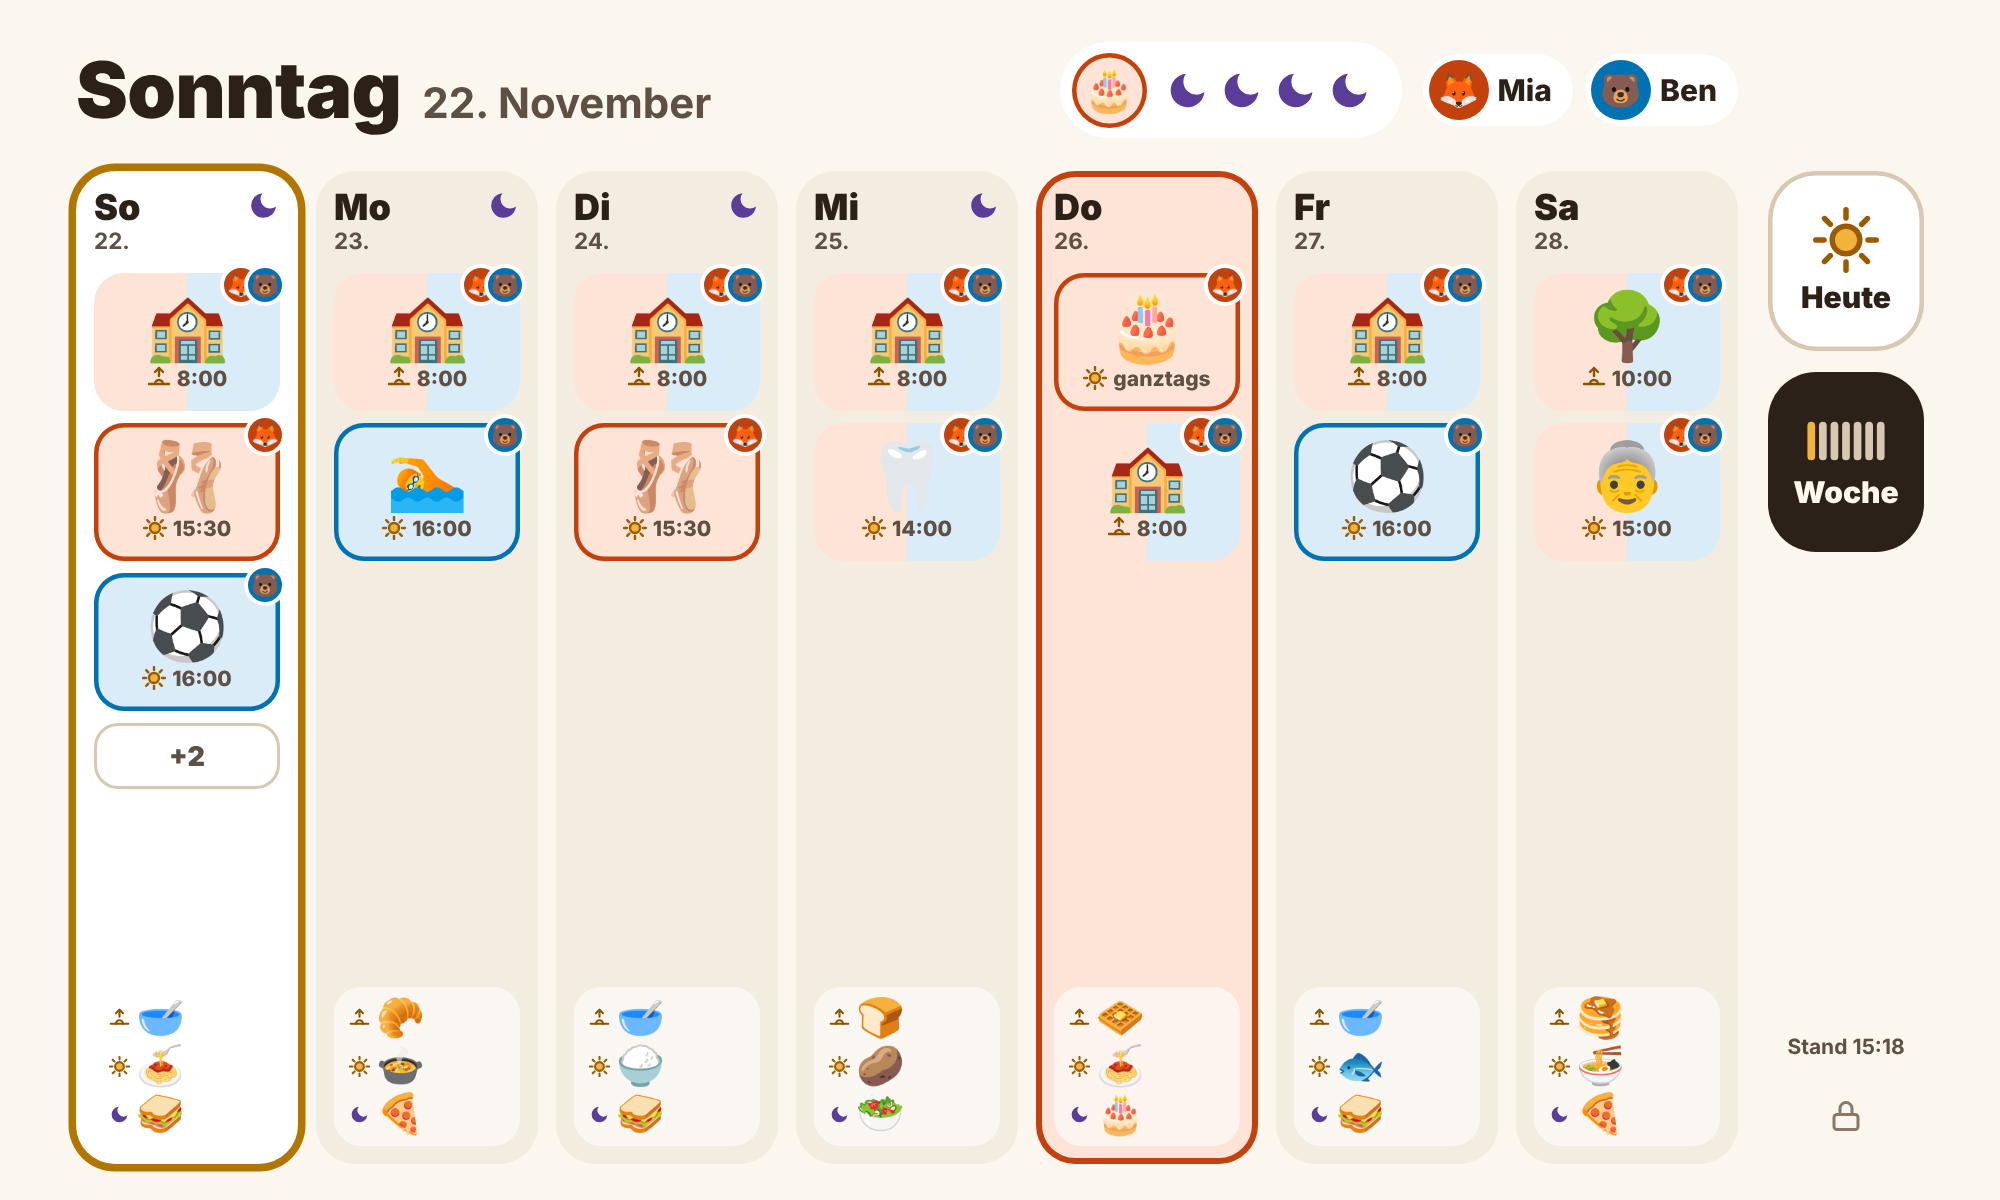 Sonntag 22. November
Mia
Ben
So
22.
8:00
15:30
16:00
+2
Mo
23.
8:00
16:00
Di
24.
8:00
15:30
Mi
25.
8:00
14:00
Do
26.
ganztags
8:00
Fr
27.
8:00
16:00
Sa
28.
10:00
15:00
Heute
Woche
Stand 15:18